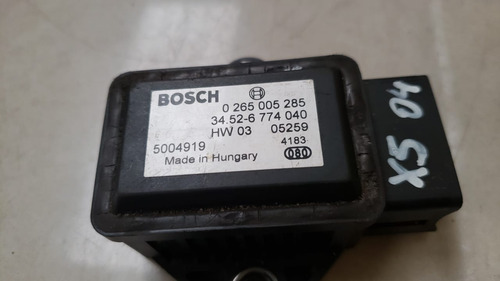 BOSCH 0 265 005 285
34.52-6 774 040
HW 03 05259
5004919 4183
Made in Hungary 080
X5 04